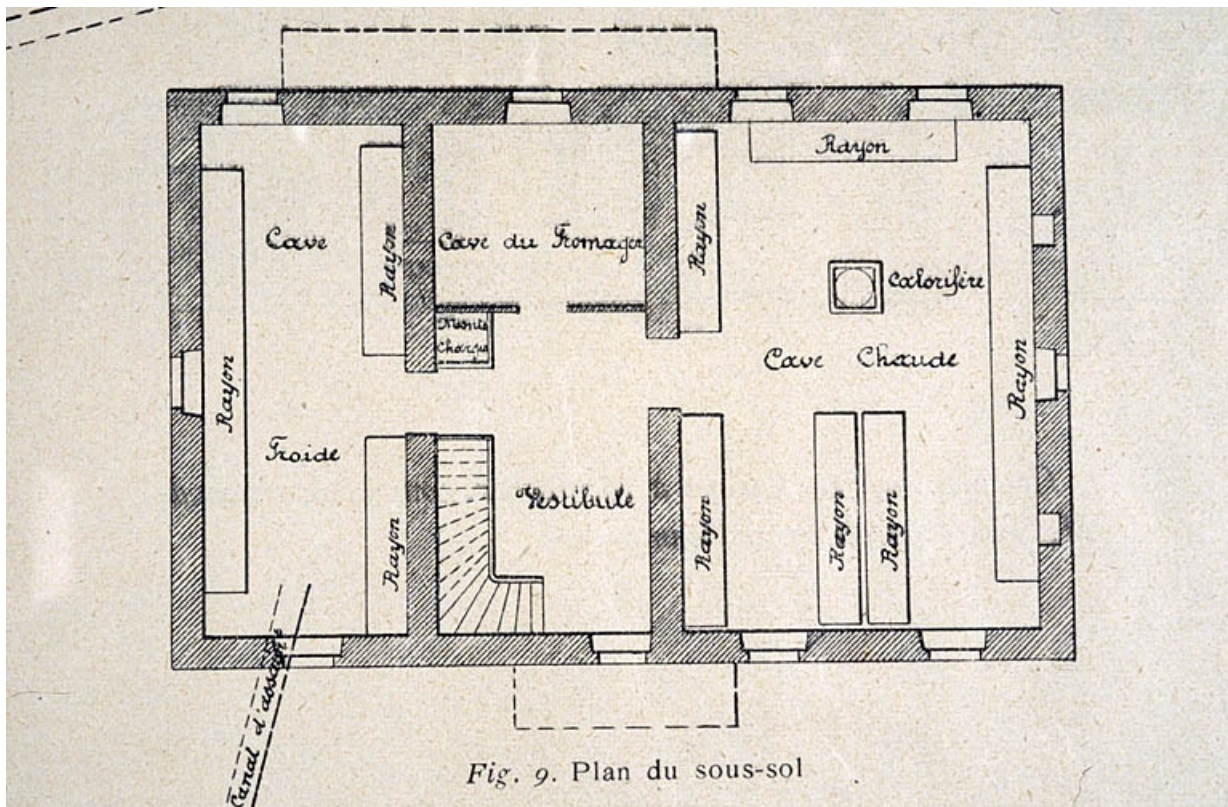 Rayon
Cave
Rayon
Cave du Fromager
Rayon
Calorifère
Monte
Charge
Cave Chaude
Rayon
Rayon
Froide
Vestibule
Rayon
Rayon
Rayon
Rayon
Canal d'assain
Fig. 9. Plan du sous-sol